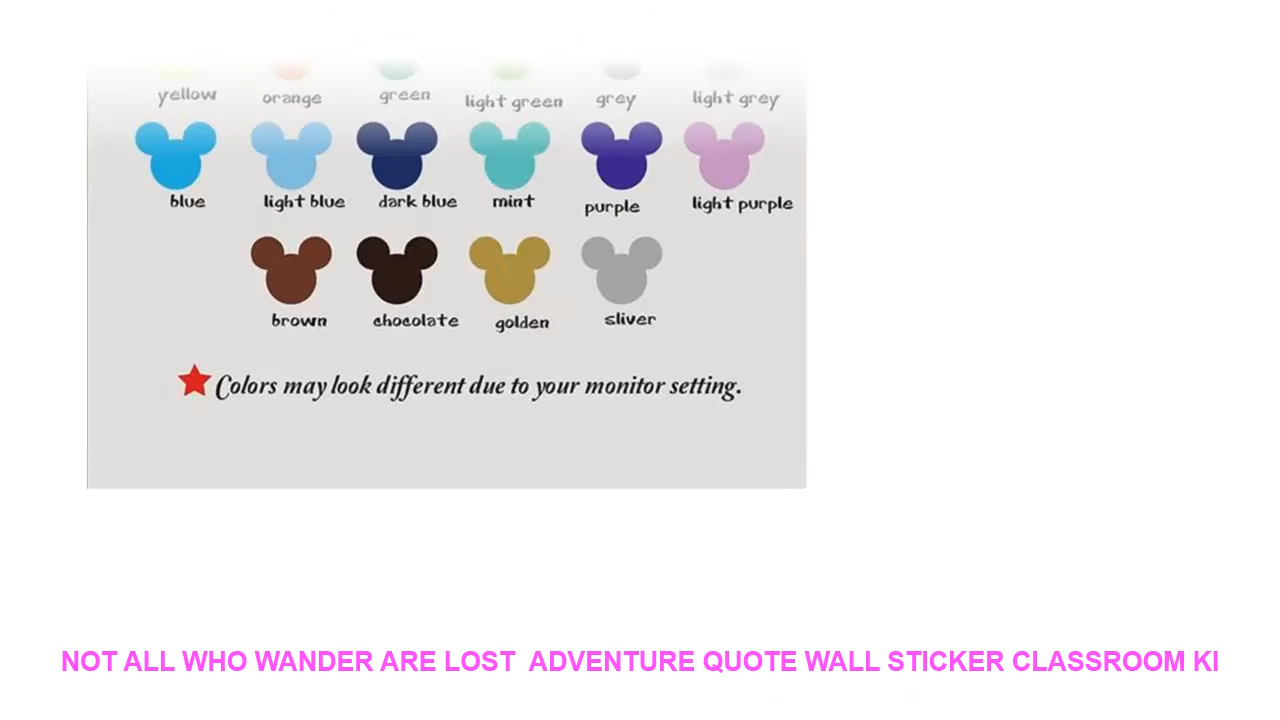 yellow orange green light green grey light grey
blue light blue dark blue mint purple light purple
brown chocolate golden sliver
Colors may look different due to your monitor setting.
NOT ALL WHO WANDER ARE LOST  ADVENTURE QUOTE WALL STICKER CLASSROOM KI